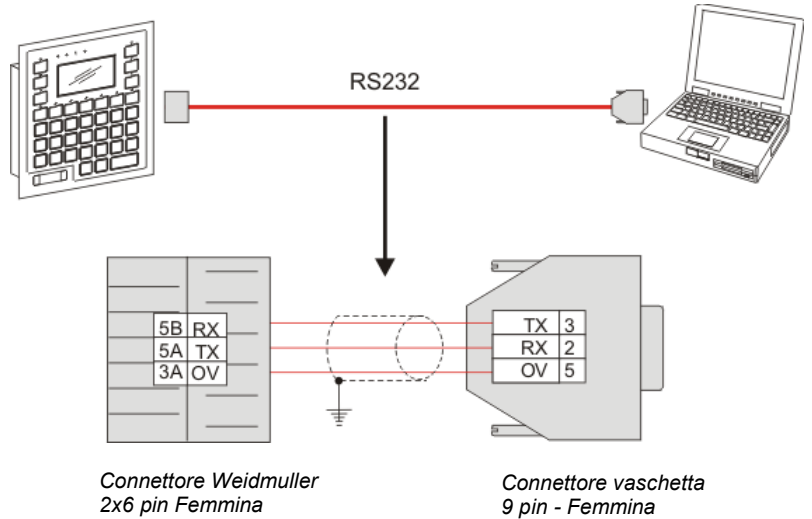 RS232
5B RX
5A TX
3A OV
TX 3
RX 2
OV 5
Connettore Weidmuller
2x6 pin Femmina
Connettore vaschetta
9 pin - Femmina